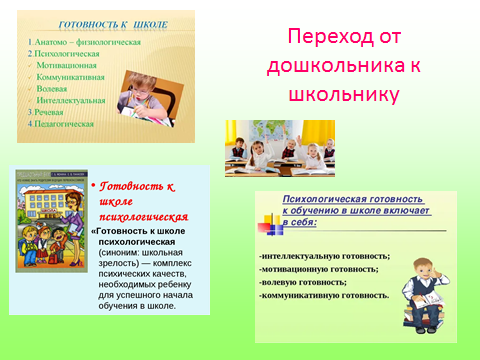 ГОТОВНОСТЬ К ШКОЛЕ
1.Анатомо – физиологическая
2.Психологическая
Мотивационная
Коммуникативная
Волевая
Интеллектуальная
3.Речевая
4.Педагогическая
Переход от
дошкольника к
школьнику
• Готовность к
школе
психологическая
«Готовность к школе
психологическая
(синоним: школьная
зрелость) — комплекс
психических качеств,
необходимых ребенку
для успешного начала
обучения в школе.
Психологическая готовность
к обучению в школе включает
в себя:
-интеллектуальную готовность;
-мотивационную готовность;
-волевую готовность;
-коммуникативную готовность.